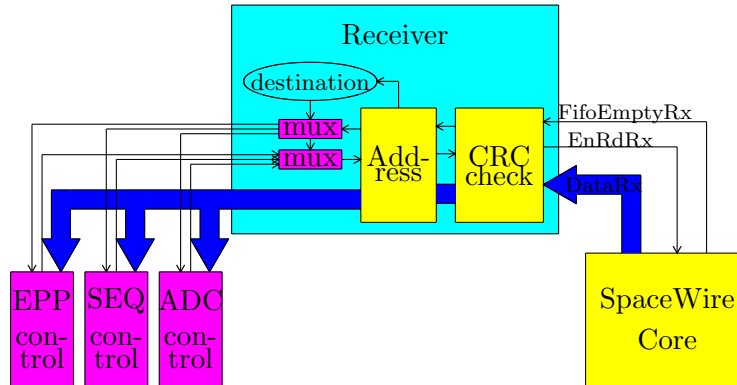 Receiver
destination
mux
mux
Add-
ress
CRC
check
FifoEmptyRx
EnRdRx
DataRx
EPP
con-
trol
SEQ
con-
trol
ADC
con-
trol
SpaceWire
Core